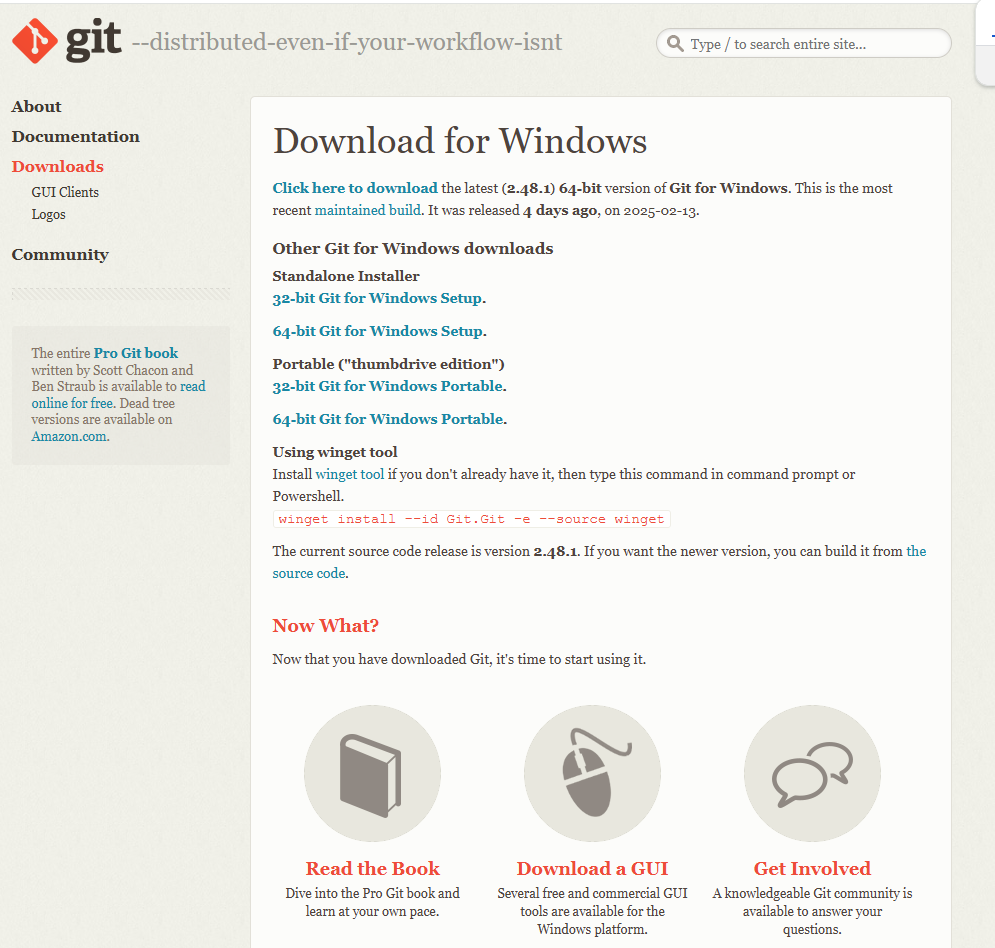 git --distributed-even-if-your-workflow-isnt
Type / to search entire site...
About
Documentation
Downloads
GUI Clients
Logos
Community
The entire Pro Git book
written by Scott Chacon and
Ben Straub is available to read
online for free. Dead tree
versions are available on
Amazon.com.
Download for Windows
Click here to download the latest (2.48.1) 64-bit version of Git for Windows. This is the most
recent maintained build. It was released 4 days ago, on 2025-02-13.
Other Git for Windows downloads
Standalone Installer
32-bit Git for Windows Setup.
64-bit Git for Windows Setup.
Portable ("thumbdrive edition")
32-bit Git for Windows Portable.
64-bit Git for Windows Portable.
Using winget tool
Install winget tool if you don't already have it, then type this command in command prompt or
Powershell.
winget install --id Git.Git -e --source winget
The current source code release is version 2.48.1. If you want the newer version, you can build it from the
source code.
Now What?
Now that you have downloaded Git, it's time to start using it.
Read the Book
Dive into the Pro Git book and
learn at your own pace.
Download a GUI
Several free and commercial GUI
tools are available for the
Windows platform.
Get Involved
A knowledgeable Git community is
available to answer your
questions.